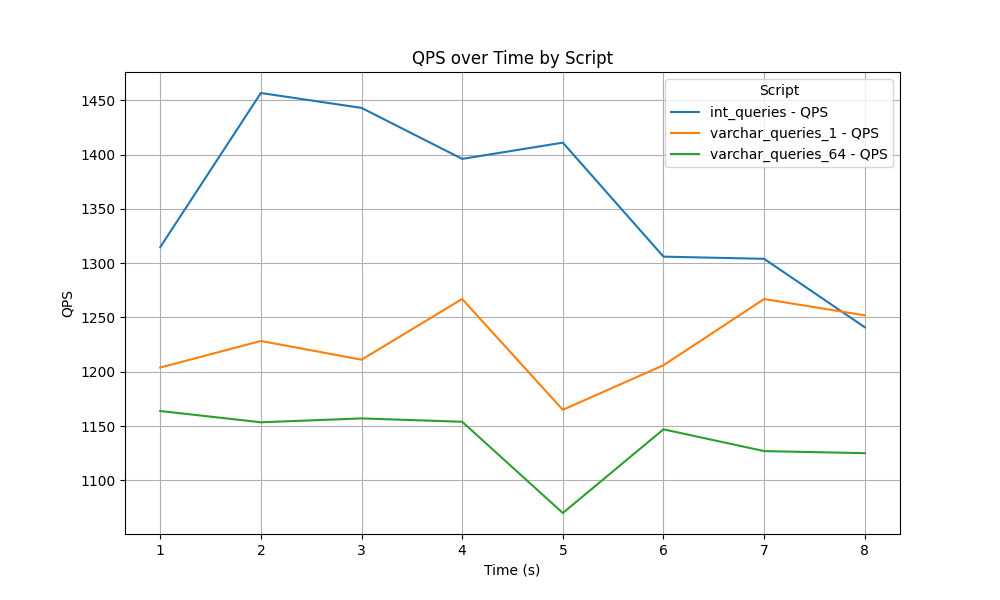 QPS over Time by Script
Script
int_queries - QPS
varchar_queries_1 - QPS
varchar_queries_64 - QPS
QPS
1450
1400
1350
1300
1250
1200
1150
1100
1 2 3 4 5 6 7 8
Time (s)